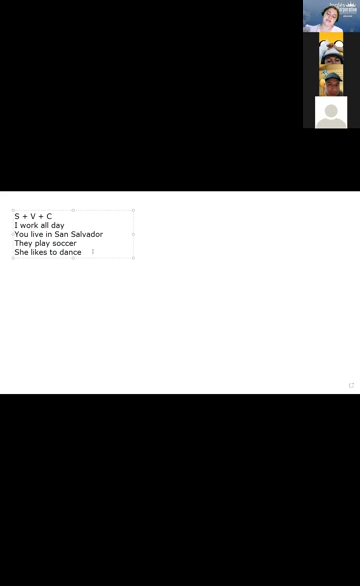 S + V + C
I work all day
You live in San Salvador
They play soccer
She likes to dance